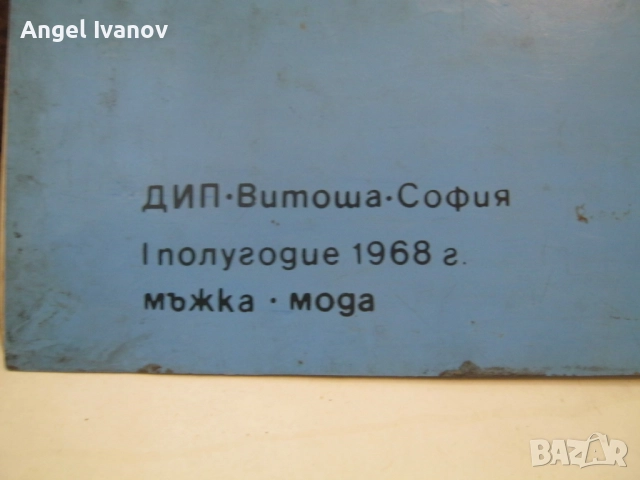 Angel Ivanov
ДИП·Витоша·София
I полугодие 1968 г.
мъжка · мода
BAZAR